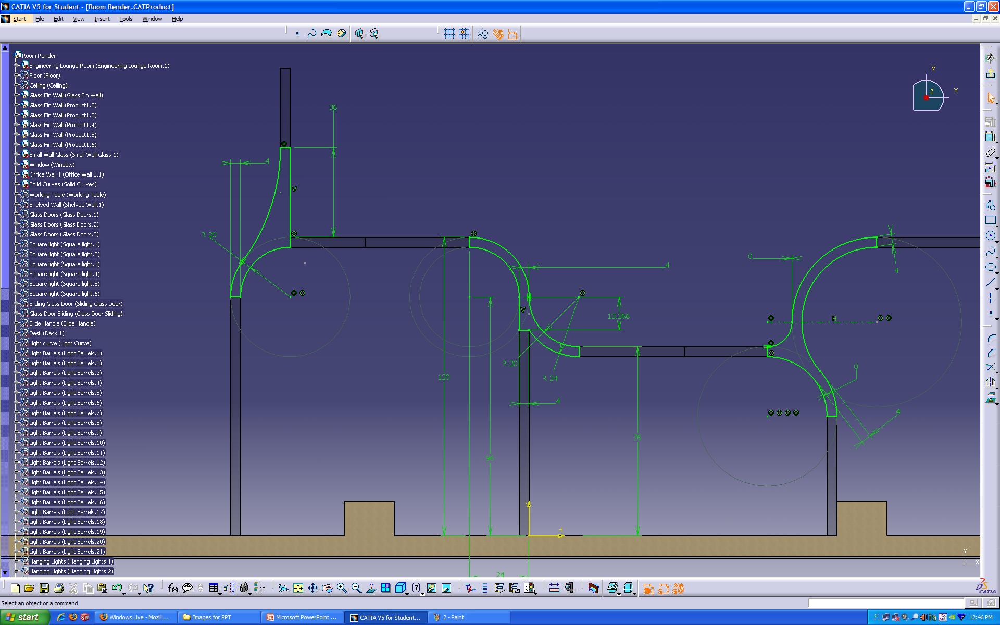 CATIA V5 for Student - [Room Render.CATProduct]
Start File Edit View Insert Tools Window Help
Room Render
Engineering Lounge Room (Engineering Lounge Room.1)
Floor (Floor)
Ceiling (Ceiling)
Glass Fin Wall (Glass Fin Wall)
Glass Fin Wall (Product1.2)
Glass Fin Wall (Product1.3)
Glass Fin Wall (Product1.4)
Glass Fin Wall (Product1.5)
Glass Fin Wall (Product1.6)
Small Wall Glass (Small Wall Glass.1)
Window (Window)
Office Wall 1 (Office Wall 1.1)
Solid Curves (Solid Curves)
Working Table (Working Table)
Shelved Wall (Shelved Wall.1)
Glass Doors (Glass Doors.1)
Glass Doors (Glass Doors.2)
Glass Doors (Glass Doors.3)
Square light (Square light.1)
Square light (Square light.2)
Square light (Square light.3)
Square light (Square light.4)
Square light (Square light.5)
Square light (Square light.6)
Sliding Glass Door (Sliding Glass Door)
Glass Door Sliding (Glass Door Sliding)
Slide Handle (Slide Handle)
Desk (Desk.1)
Light curve (Light Curve)
Light Barrels (Light Barrels.1)
Light Barrels (Light Barrels.2)
Light Barrels (Light Barrels.3)
Light Barrels (Light Barrels.4)
Light Barrels (Light Barrels.5)
Light Barrels (Light Barrels.6)
Light Barrels (Light Barrels.7)
Light Barrels (Light Barrels.8)
Light Barrels (Light Barrels.9)
Light Barrels (Light Barrels.10)
Light Barrels (Light Barrels.11)
Light Barrels (Light Barrels.12)
Light Barrels (Light Barrels.13)
Light Barrels (Light Barrels.14)
Light Barrels (Light Barrels.15)
Light Barrels (Light Barrels.16)
Light Barrels (Light Barrels.17)
Light Barrels (Light Barrels.18)
Light Barrels (Light Barrels.19)
Light Barrels (Light Barrels.20)
Light Barrels (Light Barrels.21)
Hanging Lights (Hanging Lights.1)
Hanging Lights (Hanging Lights.2)
y
z x
36
4
V
R 20
0
4
4
V
13.266
H
R 20
R 24
0
120
4
4
76
96
V
H
24
y
x
f(x)
CATIA
Select an object or a command
start
Windows Live - Mozill...
Images for PPT
Microsoft PowerPoint ...
CATIA V5 for Student...
2 - Paint
12:46 PM